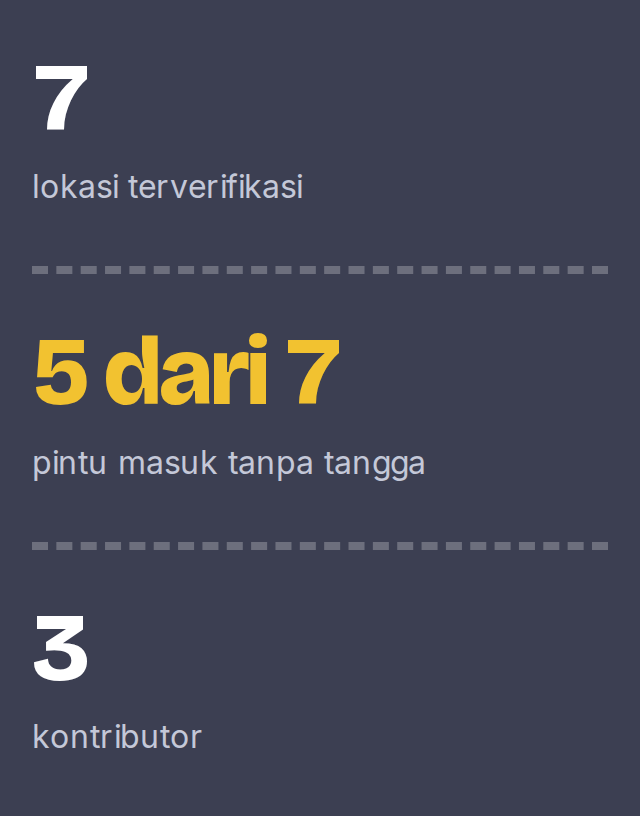 7
lokasi terverifikasi
5 dari 7
pintu masuk tanpa tangga
3
kontributor